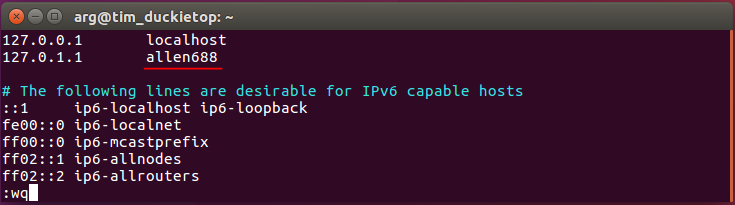 arg@tim_duckietop: ~
127.0.0.1 localhost
127.0.1.1 allen688
# The following lines are desirable for IPv6 capable hosts
::1 ip6-localhost ip6-loopback
fe00::0 ip6-localnet
ff00::0 ip6-mcastprefix
ff02::1 ip6-allnodes
ff02::2 ip6-allrouters
:wq